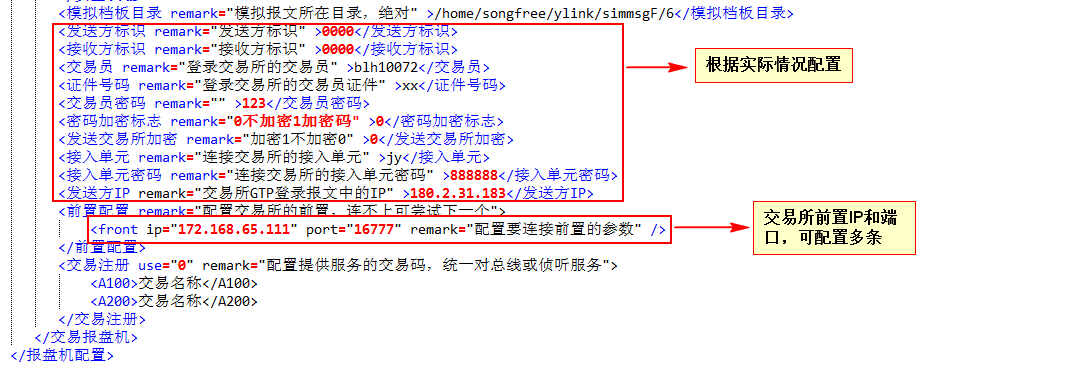 <模拟档板目录 remark="模拟报文所在目录，绝对" >/home/songfree/ylink/simmsgF/6</模拟档板目录>
<发送方标识 remark="发送方标识" >0000</发送方标识>
<接收方标识 remark="接收方标识" >0000</接收方标识>
<交易员 remark="登录交易所的交易员" >blh10072</交易员>
<证件号码 remark="登录交易所的交易员证件" >xx</证件号码>
<交易员密码 remark="" >123</交易员密码>
<密码加密标志 remark="0不加密1加密码" >0</密码加密标志>
<发送交易所加密 remark="加密1不加密0" >0</发送交易所加密>
<接入单元 remark="连接交易所的接入单元" >jy</接入单元>
<接入单元密码 remark="连接交易所的接入单元密码" >888888</接入单元密码>
<发送方IP remark="交易所GTP登录报文中的IP" >180.2.31.183</发送方IP>
根据实际情况配置
<前置配置 remark="配置交易所的前置，连不上可尝试下一个">
<front ip="172.168.65.111" port="16777" remark="配置要连接前置的参数" />
</前置配置>
交易所前置IP和端
口，可配置多条
<交易注册 use="0" remark="配置提供服务的交易码，统一对总线或侦听服务">
<A100>交易名称</A100>
<A200>交易名称</A200>
</交易注册>
</交易报盘机>
</报盘机配置>